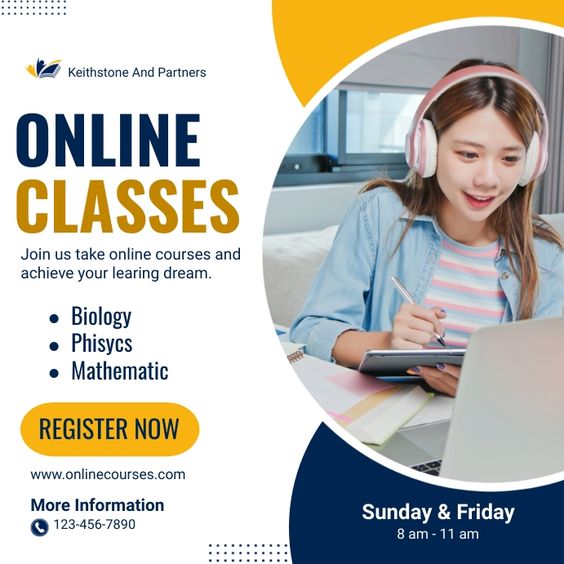 Keithstone And Partners
ONLINE
CLASSES
Join us take online courses and
achieve your learing dream.
● Biology
● Phisycs
● Mathematic
REGISTER NOW
www.onlinecourses.com
More Information
123-456-7890
Sunday & Friday
8 am - 11 am